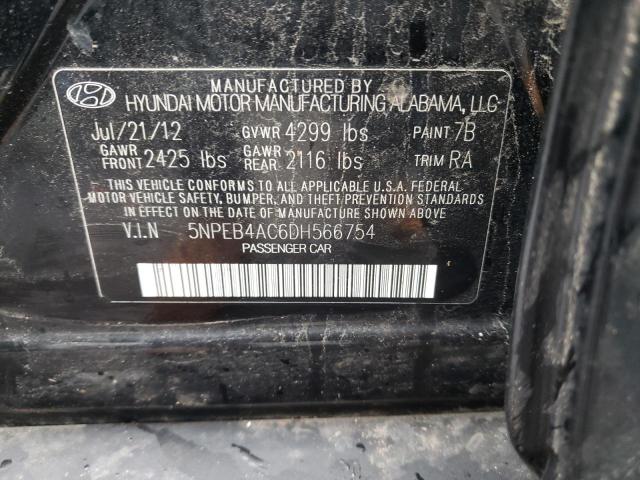 MANUFACTURED BY
HYUNDAI MOTOR MANUFACTURING ALABAMA, LLC
Jul/21/12 GVWR 4299 lbs PAINT 7B
GAWR FRONT 2425 lbs GAWR REAR 2116 lbs TRIM RA
THIS VEHICLE CONFORMS TO ALL APPLICABLE U.S.A. FEDERAL
MOTOR VEHICLE SAFETY, BUMPER, AND THEFT PREVENTION STANDARDS
IN EFFECT ON THE DATE OF MANUFACTURE SHOWN ABOVE
V.I.N 5NPEB4AC6DH566754
PASSENGER CAR